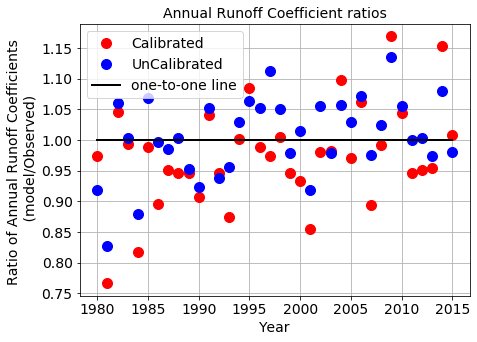 Annual Runoff Coefficient ratios
Calibrated
UnCalibrated
one-to-one line
Ratio of Annual Runoff Coefficients
(model/Observed)
1.15
1.10
1.05
1.00
0.95
0.90
0.85
0.80
0.75
1980 1985 1990 1995 2000 2005 2010 2015
Year